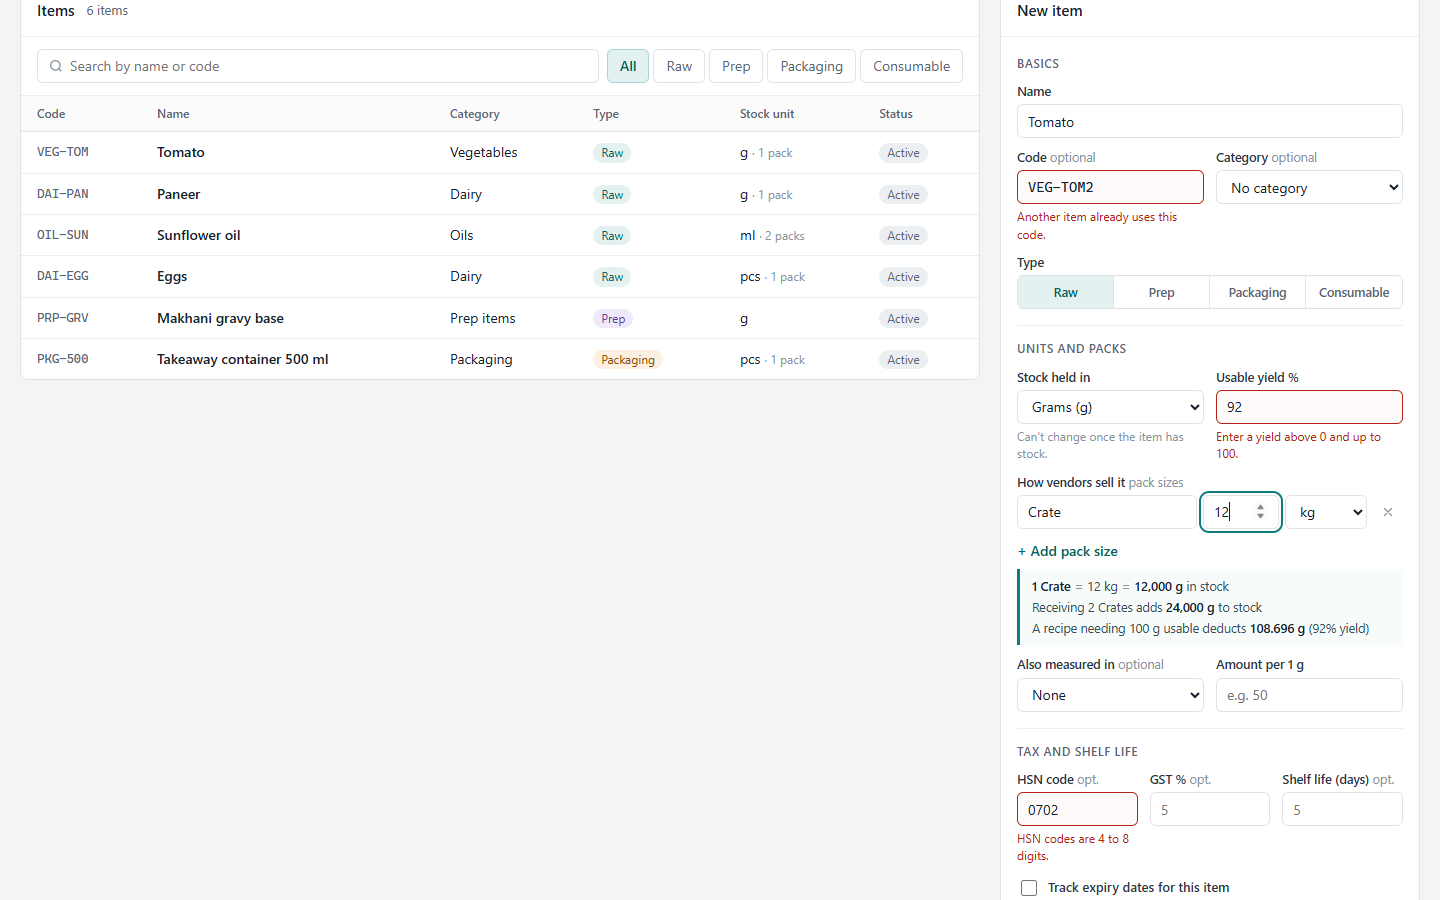 Items 6 items
Search by name or code
All Raw Prep Packaging Consumable
Code Name Category Type Stock unit Status
VEG-TOM Tomato Vegetables Raw g · 1 pack Active
DAI-PAN Paneer Dairy Raw g · 1 pack Active
OIL-SUN Sunflower oil Oils Raw ml · 2 packs Active
DAI-EGG Eggs Dairy Raw pcs · 1 pack Active
PRP-GRV Makhani gravy base Prep items Prep g Active
PKG-500 Takeaway container 500 ml Packaging Packaging pcs · 1 pack Active
New item
BASICS
Name
Tomato
Code optional Category optional
VEG-TOM2 No category
Another item already uses this
code.
Type
Raw Prep Packaging Consumable
UNITS AND PACKS
Stock held in Usable yield %
Grams (g) 92
Can't change once the item has Enter a yield above 0 and up to
stock. 100.
How vendors sell it pack sizes
Crate 12 kg ×
+ Add pack size
1 Crate = 12 kg = 12,000 g in stock
Receiving 2 Crates adds 24,000 g to stock
A recipe needing 100 g usable deducts 108.696 g (92% yield)
Also measured in optional Amount per 1 g
None e.g. 50
TAX AND SHELF LIFE
HSN code opt. GST % opt. Shelf life (days) opt.
0702 5 5
HSN codes are 4 to 8
digits.
Track expiry dates for this item